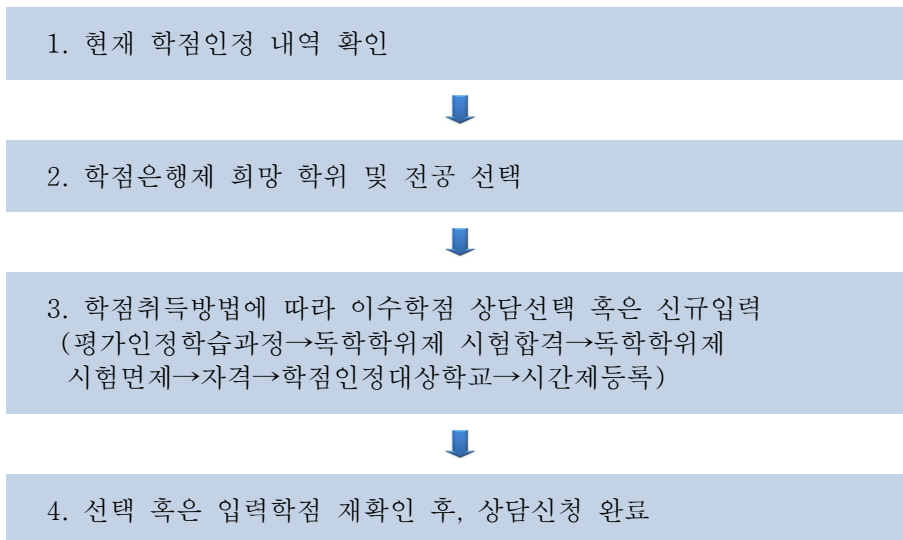 1. 현재 학점인정 내역 확인
2. 학점은행제 희망 학위 및 전공 선택
3. 학점취득방법에 따라 이수학점 상담선택 혹은 신규입력
(평가인정학습과정→독학학위제 시험합격→독학학위제
시험면제→자격→학점인정대상학교→시간제등록)
4. 선택 혹은 입력학점 재확인 후, 상담신청 완료